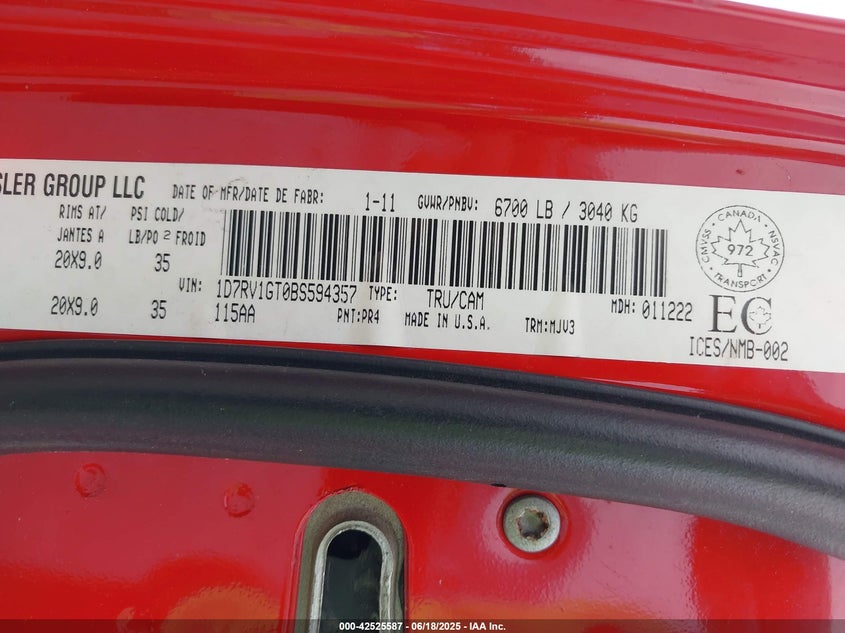 SLER GROUP LLC DATE OF MFR/DATE DE FABR: 1-11 GVWR/PNBV: 6700 LB / 3040 KG
RIMS AT/ PSI COLD/
JANTES A LB/PO 2 FROID
20X9.0 35
20X9.0 35
VIN: 1D7RV1GT0BS594357 TYPE: TRU/CAM MDH: 011222
115AA PNT:PR4 MADE IN U.S.A. TRM:MJV3
CANADA
CMVSS NSVAC
972
TRANSPORT
EC
ICES/NMB-002
000-42525587 - 06/18/2025 - IAA Inc.